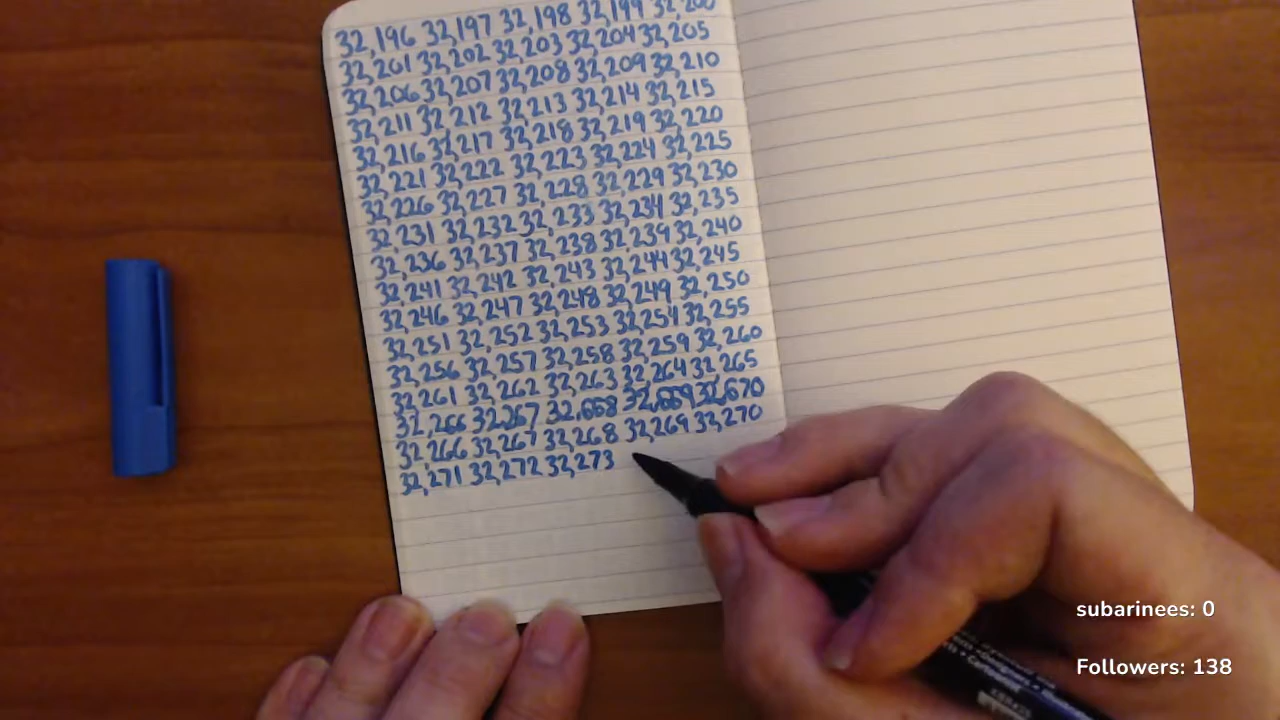 32,196 32,197 32,198 32,199 32,200
32,201 32,202 32,203 32,204 32,205
32,206 32,207 32,208 32,209 32,210
32,211 32,212 32,213 32,214 32,215
32,216 32,217 32,218 32,219 32,220
32,221 32,222 32,223 32,224 32,225
32,226 32,227 32,228 32,229 32,230
32,231 32,232 32,233 32,234 32,235
32,236 32,237 32,238 32,239 32,240
32,241 32,242 32,243 32,244 32,245
32,246 32,247 32,248 32,249 32,250
32,251 32,252 32,253 32,254 32,255
32,256 32,257 32,258 32,259 32,260
32,261 32,262 32,263 32,264 32,265
32,266 32,267 32,668 32,669 32,670
32,266 32,267 32,268 32,269 32,270
32,271 32,272 32,273
subarinees: 0
Followers: 138